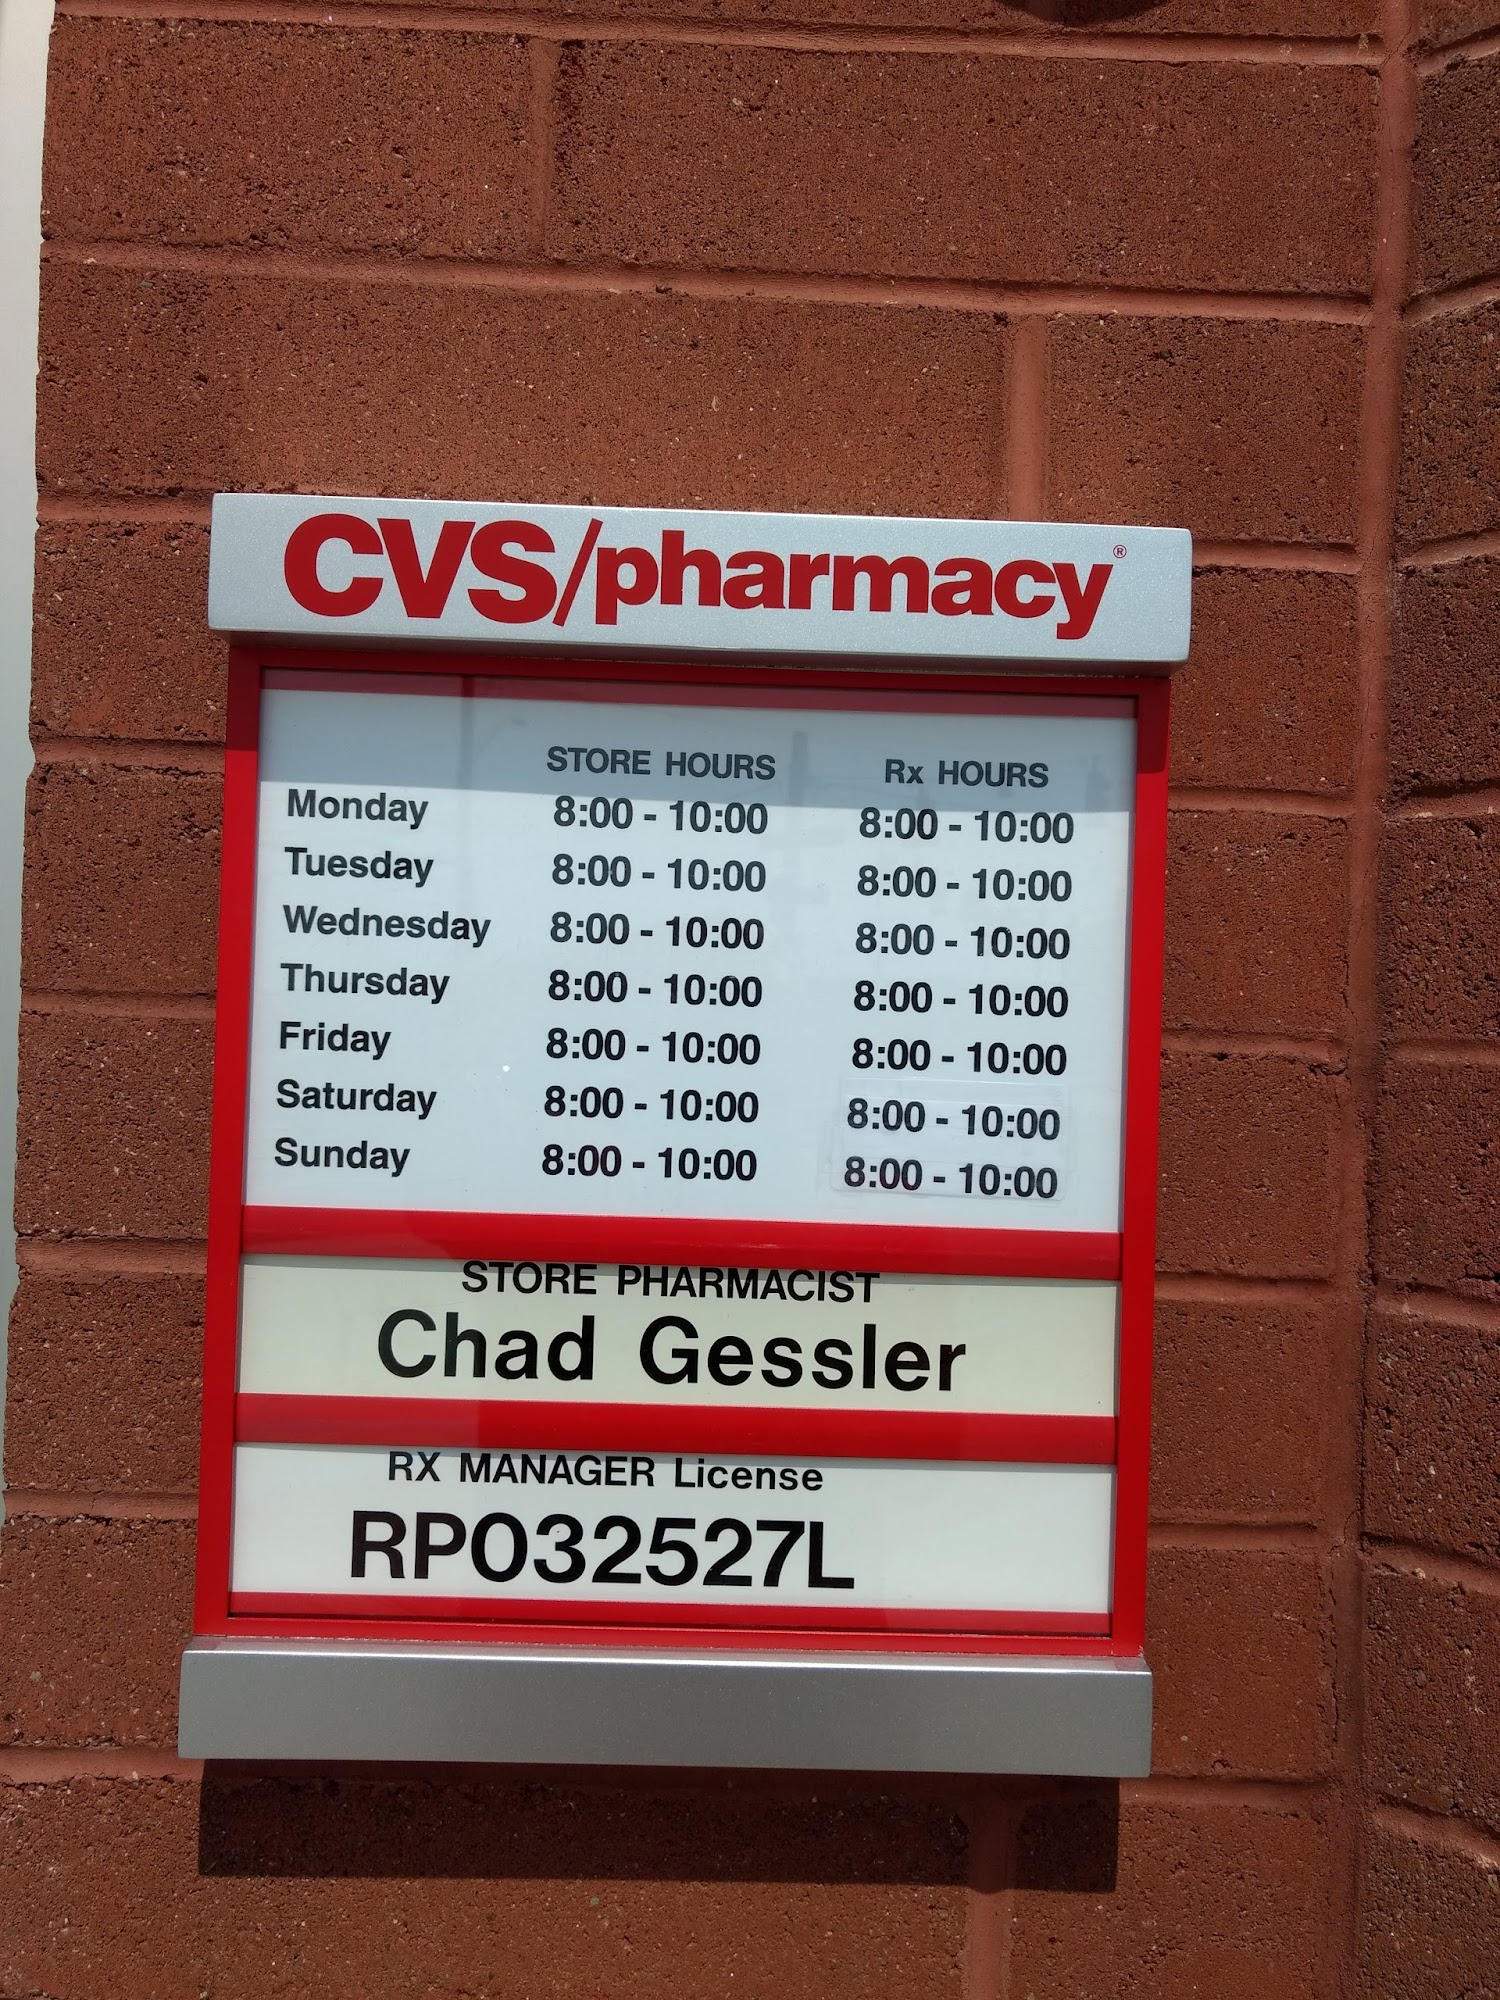 CVS/pharmacy®
STORE HOURS Rx HOURS
Monday 8:00 - 10:00 8:00 - 10:00
Tuesday 8:00 - 10:00 8:00 - 10:00
Wednesday 8:00 - 10:00 8:00 - 10:00
Thursday 8:00 - 10:00 8:00 - 10:00
Friday 8:00 - 10:00 8:00 - 10:00
Saturday 8:00 - 10:00 8:00 - 10:00
Sunday 8:00 - 10:00 8:00 - 10:00
STORE PHARMACIST
Chad Gessler
RX MANAGER License
RP032527L